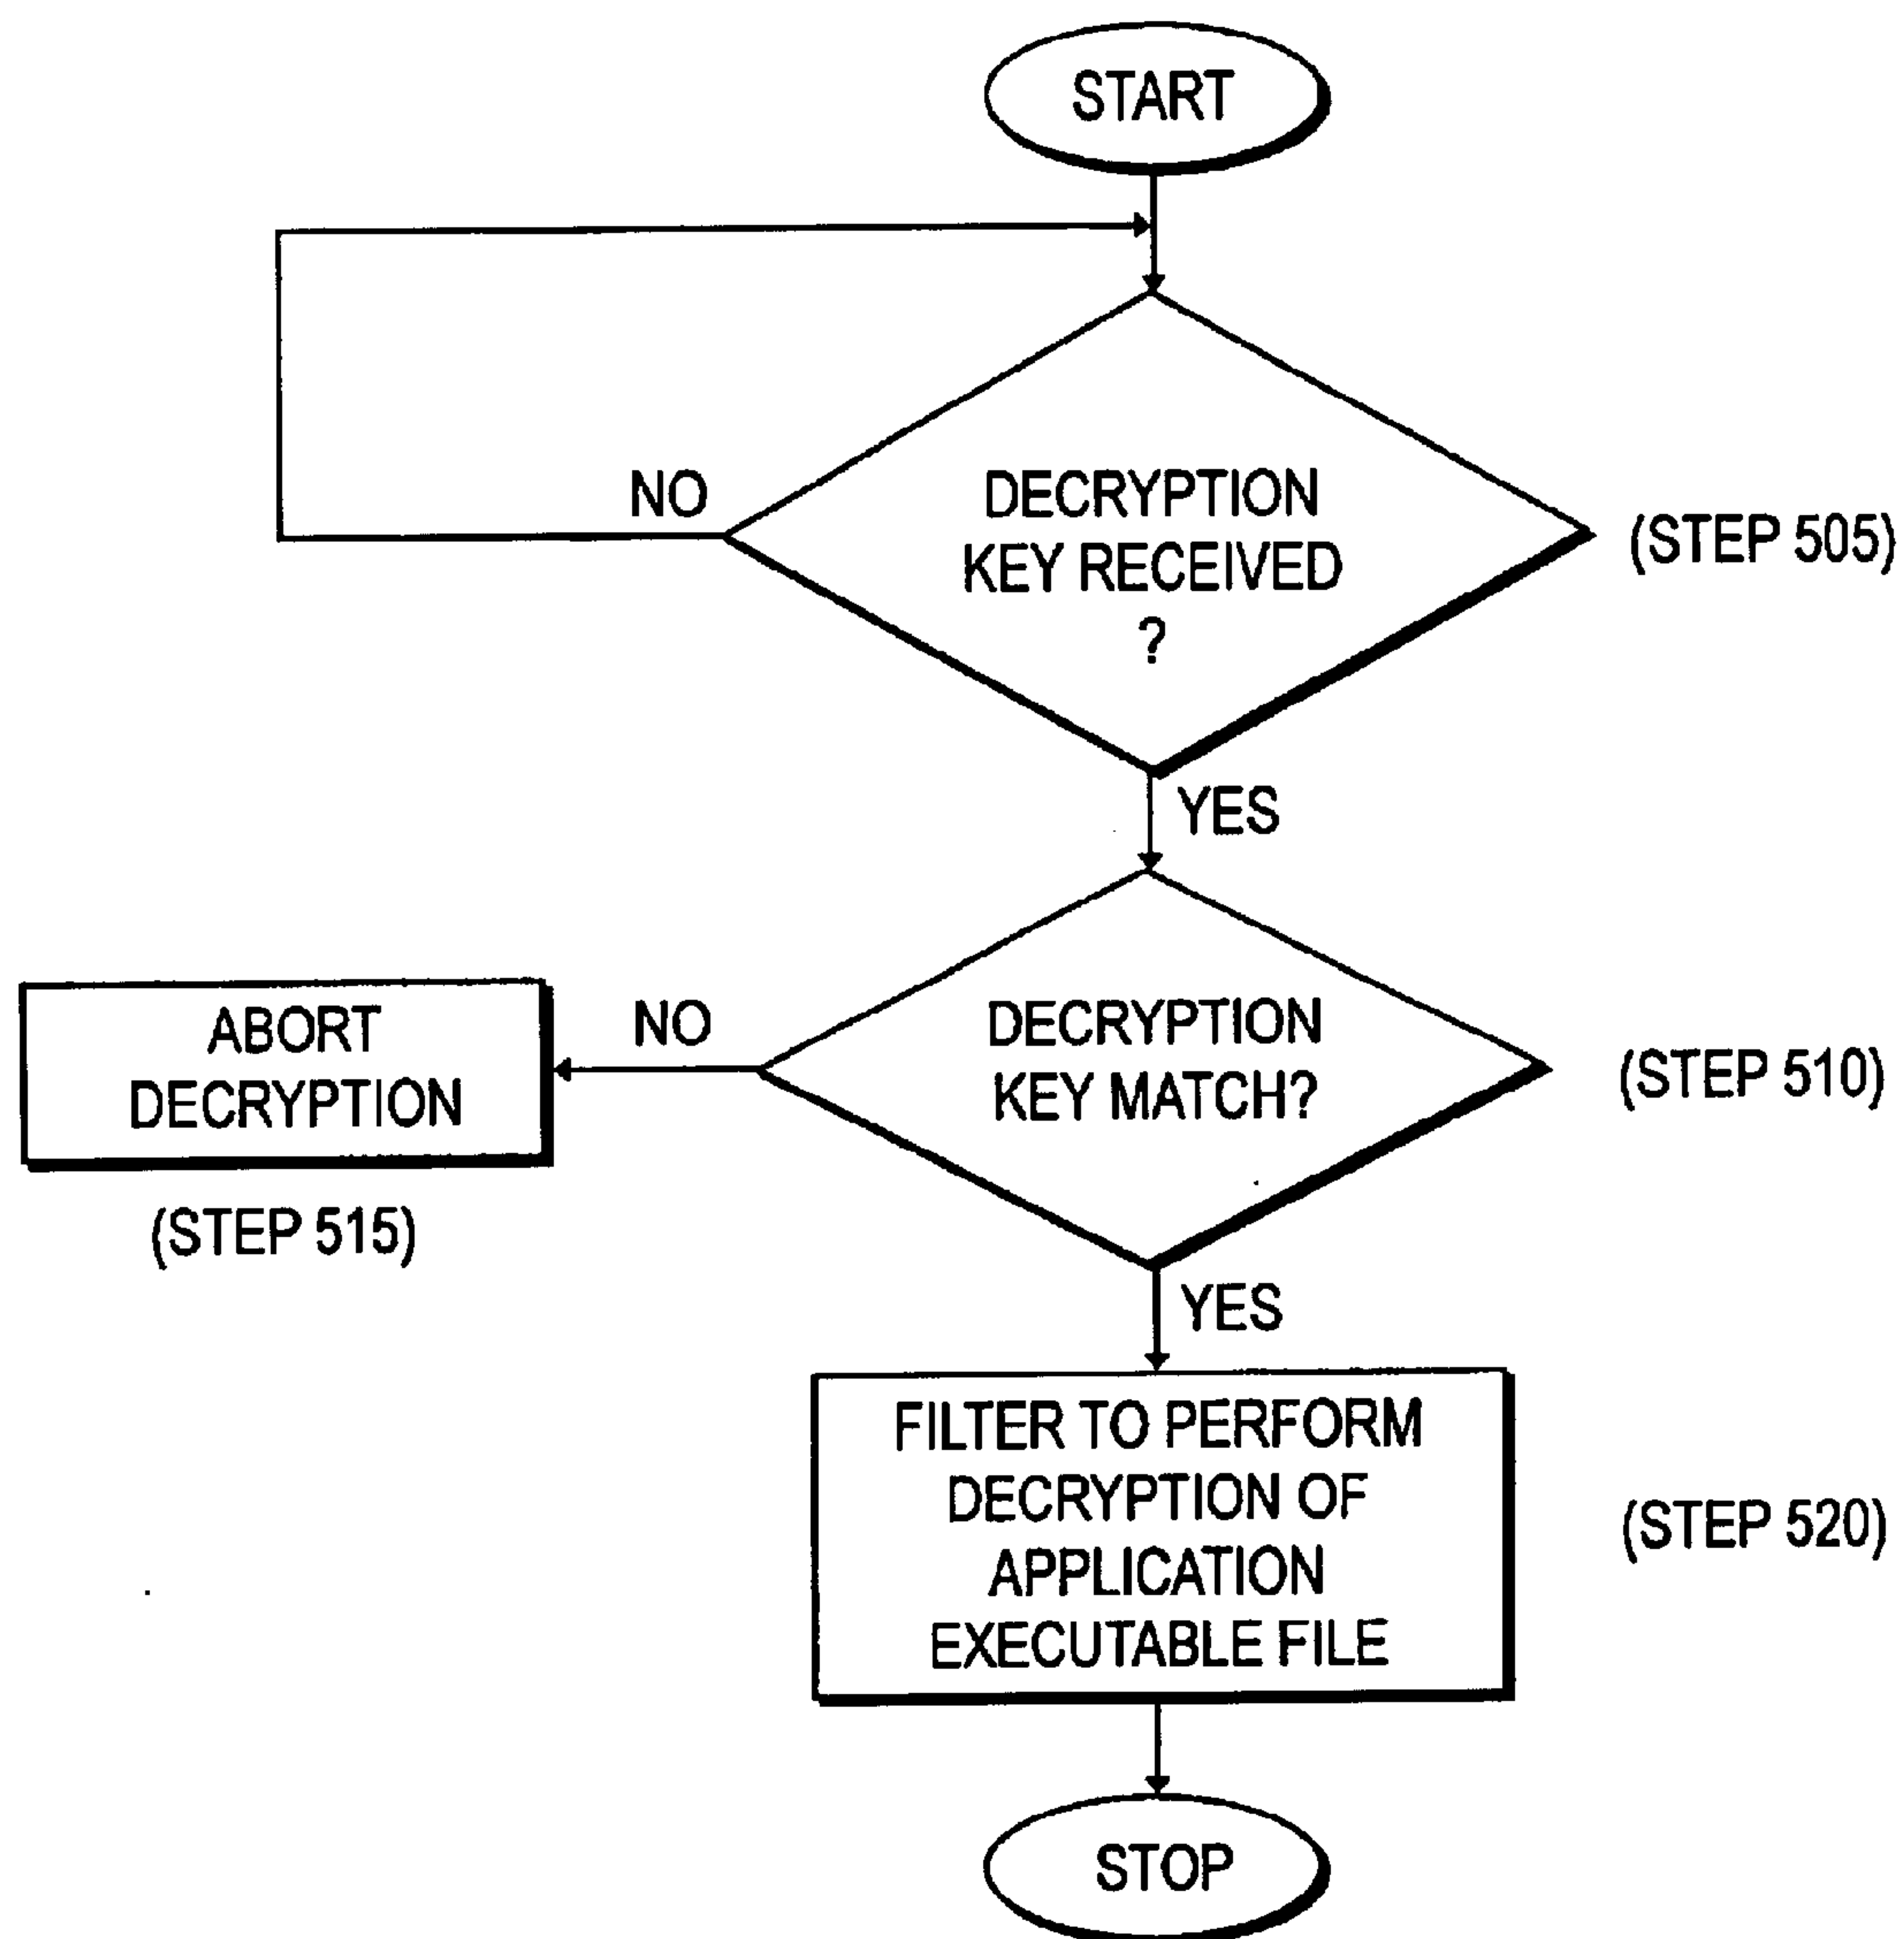 START
NO
DECRYPTION
KEY RECEIVED
?
(STEP 505)
YES
ABORT
DECRYPTION
(STEP 515)
NO
DECRYPTION
KEY MATCH?
(STEP 510)
YES
FILTER TO PERFORM
DECRYPTION OF
APPLICATION
EXECUTABLE FILE
(STEP 520)
STOP